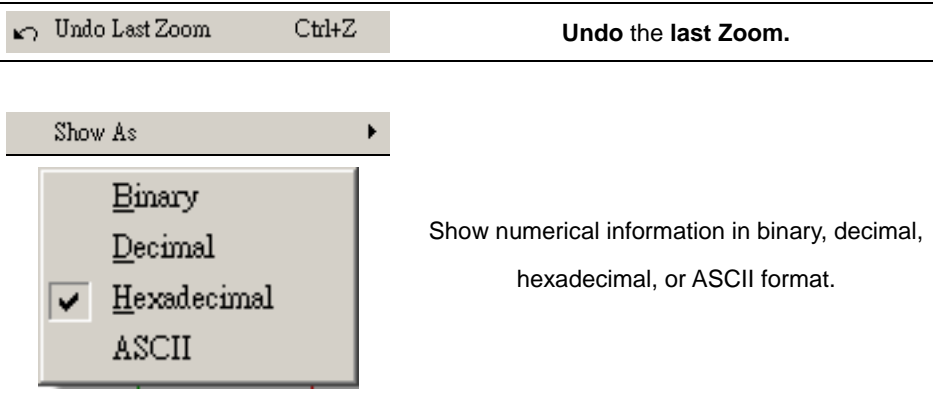 Undo Last Zoom Ctrl+Z
Undo the last Zoom.
Show As
Binary
Decimal
Hexadecimal
ASCII
Show numerical information in binary, decimal,
hexadecimal, or ASCII format.